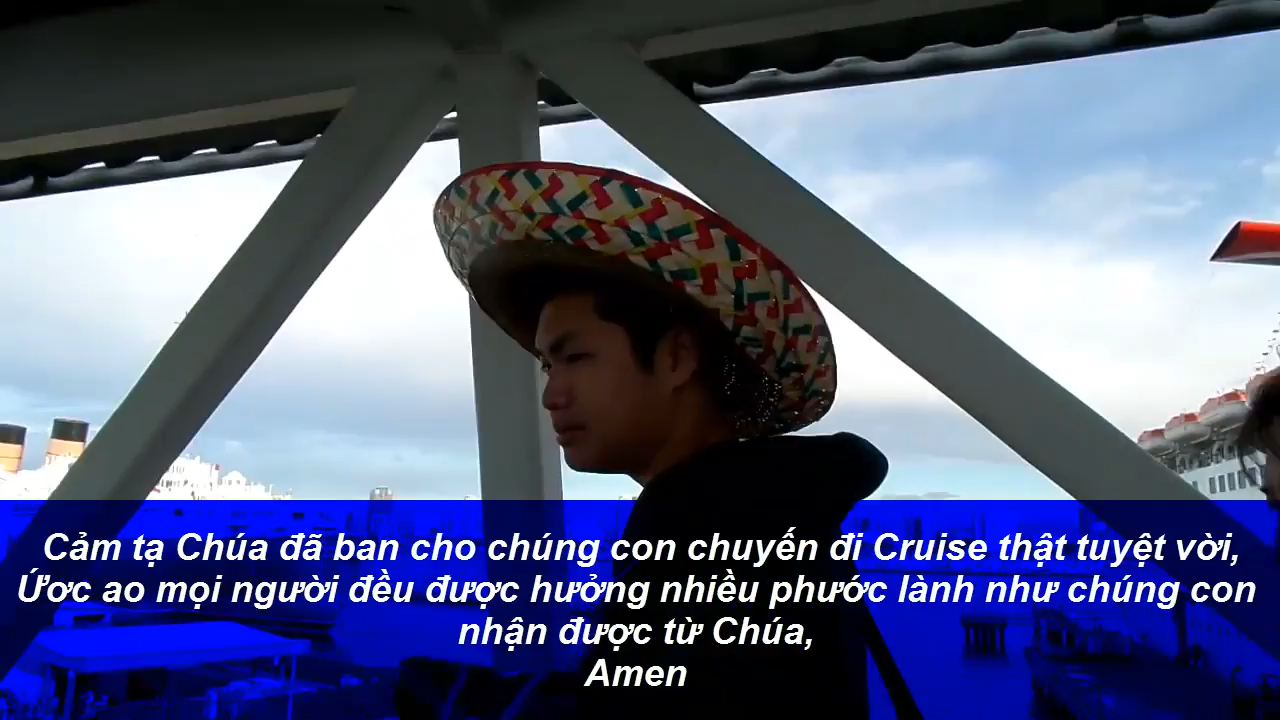 Cảm tạ Chúa đã ban cho chúng con chuyến đi Cruise thật tuyệt vời,
Ứơc ao mọi người đều được hưởng nhiều phước lành như chúng con
nhận được từ Chúa,
Amen